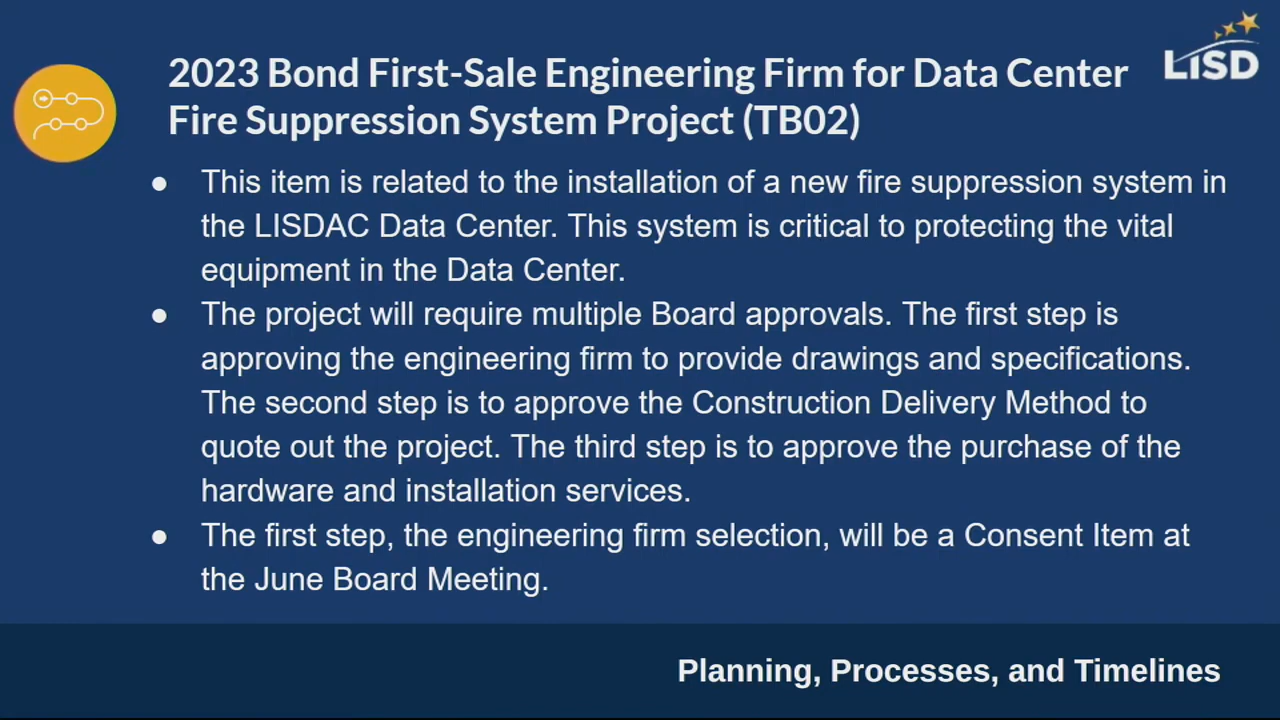 LISD
2023 Bond First-Sale Engineering Firm for Data Center
Fire Suppression System Project (TB02)
● This item is related to the installation of a new fire suppression system in
the LISDAC Data Center. This system is critical to protecting the vital
equipment in the Data Center.
● The project will require multiple Board approvals. The first step is
approving the engineering firm to provide drawings and specifications.
The second step is to approve the Construction Delivery Method to
quote out the project. The third step is to approve the purchase of the
hardware and installation services.
● The first step, the engineering firm selection, will be a Consent Item at
the June Board Meeting.
Planning, Processes, and Timelines